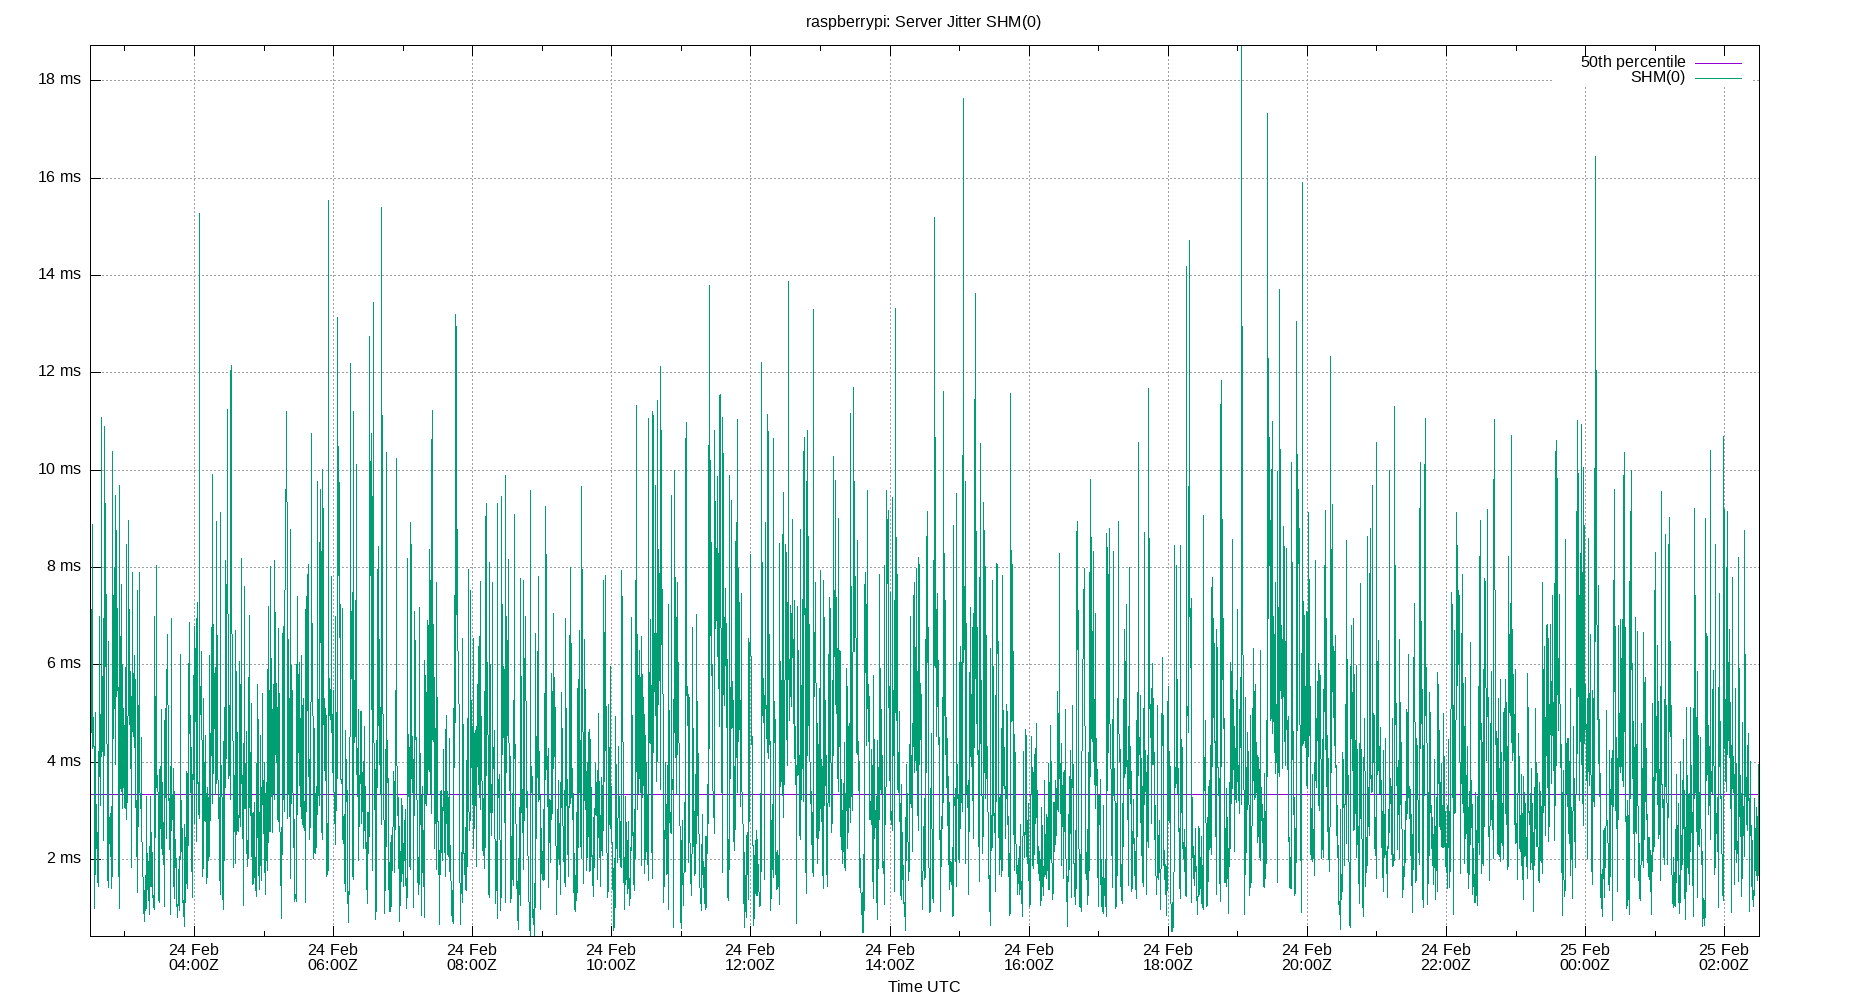 raspberrypi: Server Jitter SHM(0)
50th percentile
SHM(0)
18 ms
16 ms
14 ms
12 ms
10 ms
8 ms
6 ms
4 ms
2 ms
24 Feb 24 Feb 24 Feb 24 Feb 24 Feb 24 Feb 24 Feb 24 Feb 24 Feb 24 Feb 25 Feb 25 Feb
04:00Z 06:00Z 08:00Z 10:00Z 12:00Z 14:00Z 16:00Z 18:00Z 20:00Z 22:00Z 00:00Z 02:00Z
Time UTC